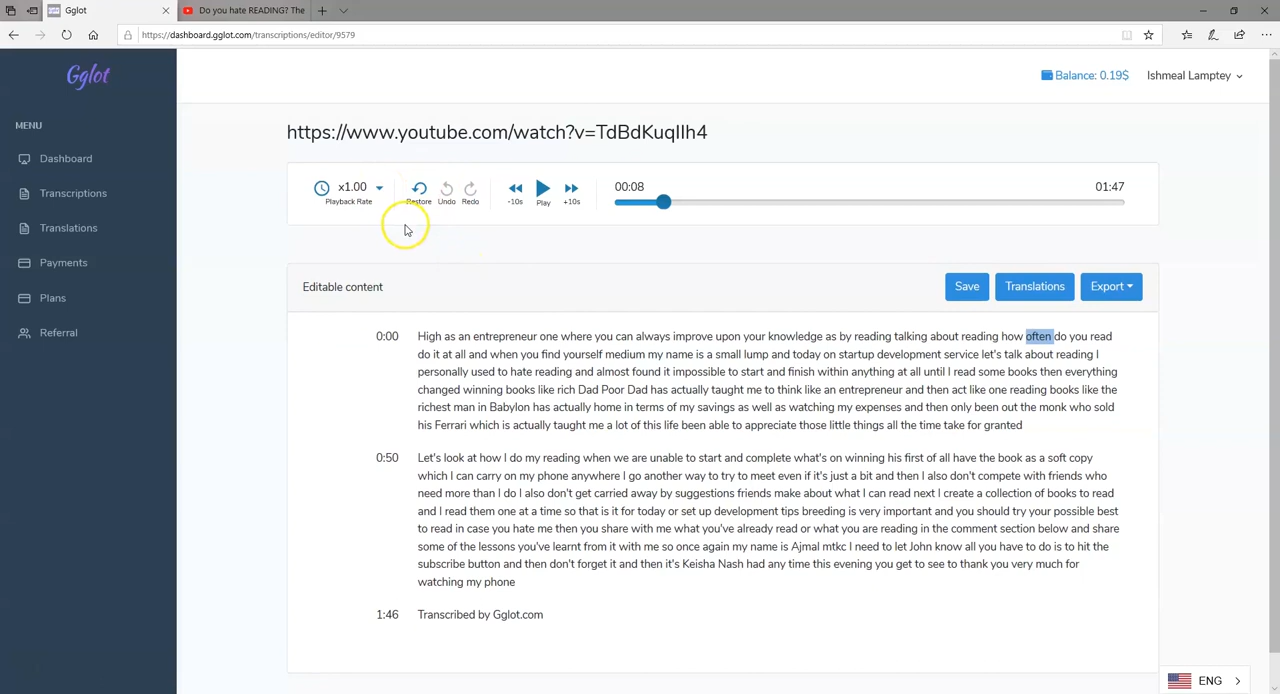 Gglot
Do you hate READING? The
https://dashboard.gglot.com/transcriptions/editor/9579
Gglot
Balance: 0.19$
Ishmeal Lamptey
MENU
Dashboard
Transcriptions
Translations
Payments
Plans
Referral
https://www.youtube.com/watch?v=TdBdKuqIIh4
x1.00
Playback Rate
Restore
Undo
Redo
-10s
Play
+10s
00:08
01:47
Editable content
Save
Translations
Export
0:00
High as an entrepreneur one where you can always improve upon your knowledge as by reading talking about reading how often do you read
do it at all and when you find yourself medium my name is a small lump and today on startup development service let's talk about reading I
personally used to hate reading and almost found it impossible to start and finish within anything at all until I read some books then everything
changed winning books like rich Dad Poor Dad has actually taught me to think like an entrepreneur and then act like one reading books like the
richest man in Babylon has actually home in terms of my savings as well as watching my expenses and then only been out the monk who sold
his Ferrari which is actually taught me a lot of this life been able to appreciate those little things all the time take for granted
0:50
Let's look at how I do my reading when we are unable to start and complete what's on winning his first of all have the book as a soft copy
which I can carry on my phone anywhere I go another way to try to meet even if it's just a bit and then I also don't compete with friends who
need more than I do I also don't get carried away by suggestions friends make about what I can read next I create a collection of books to read
and I read them one at a time so that is it for today or set up development tips breeding is very important and you should try your possible best
to read in case you hate me then you share with me what you've already read or what you are reading in the comment section below and share
some of the lessons you've learnt from it with me so once again my name is Ajmal mtkc I need to let John know all you have to do is to hit the
subscribe button and then don't forget it and then it's Keisha Nash had any time this evening you get to see to thank you very much for
watching my phone
1:46
Transcribed by Gglot.com
ENG